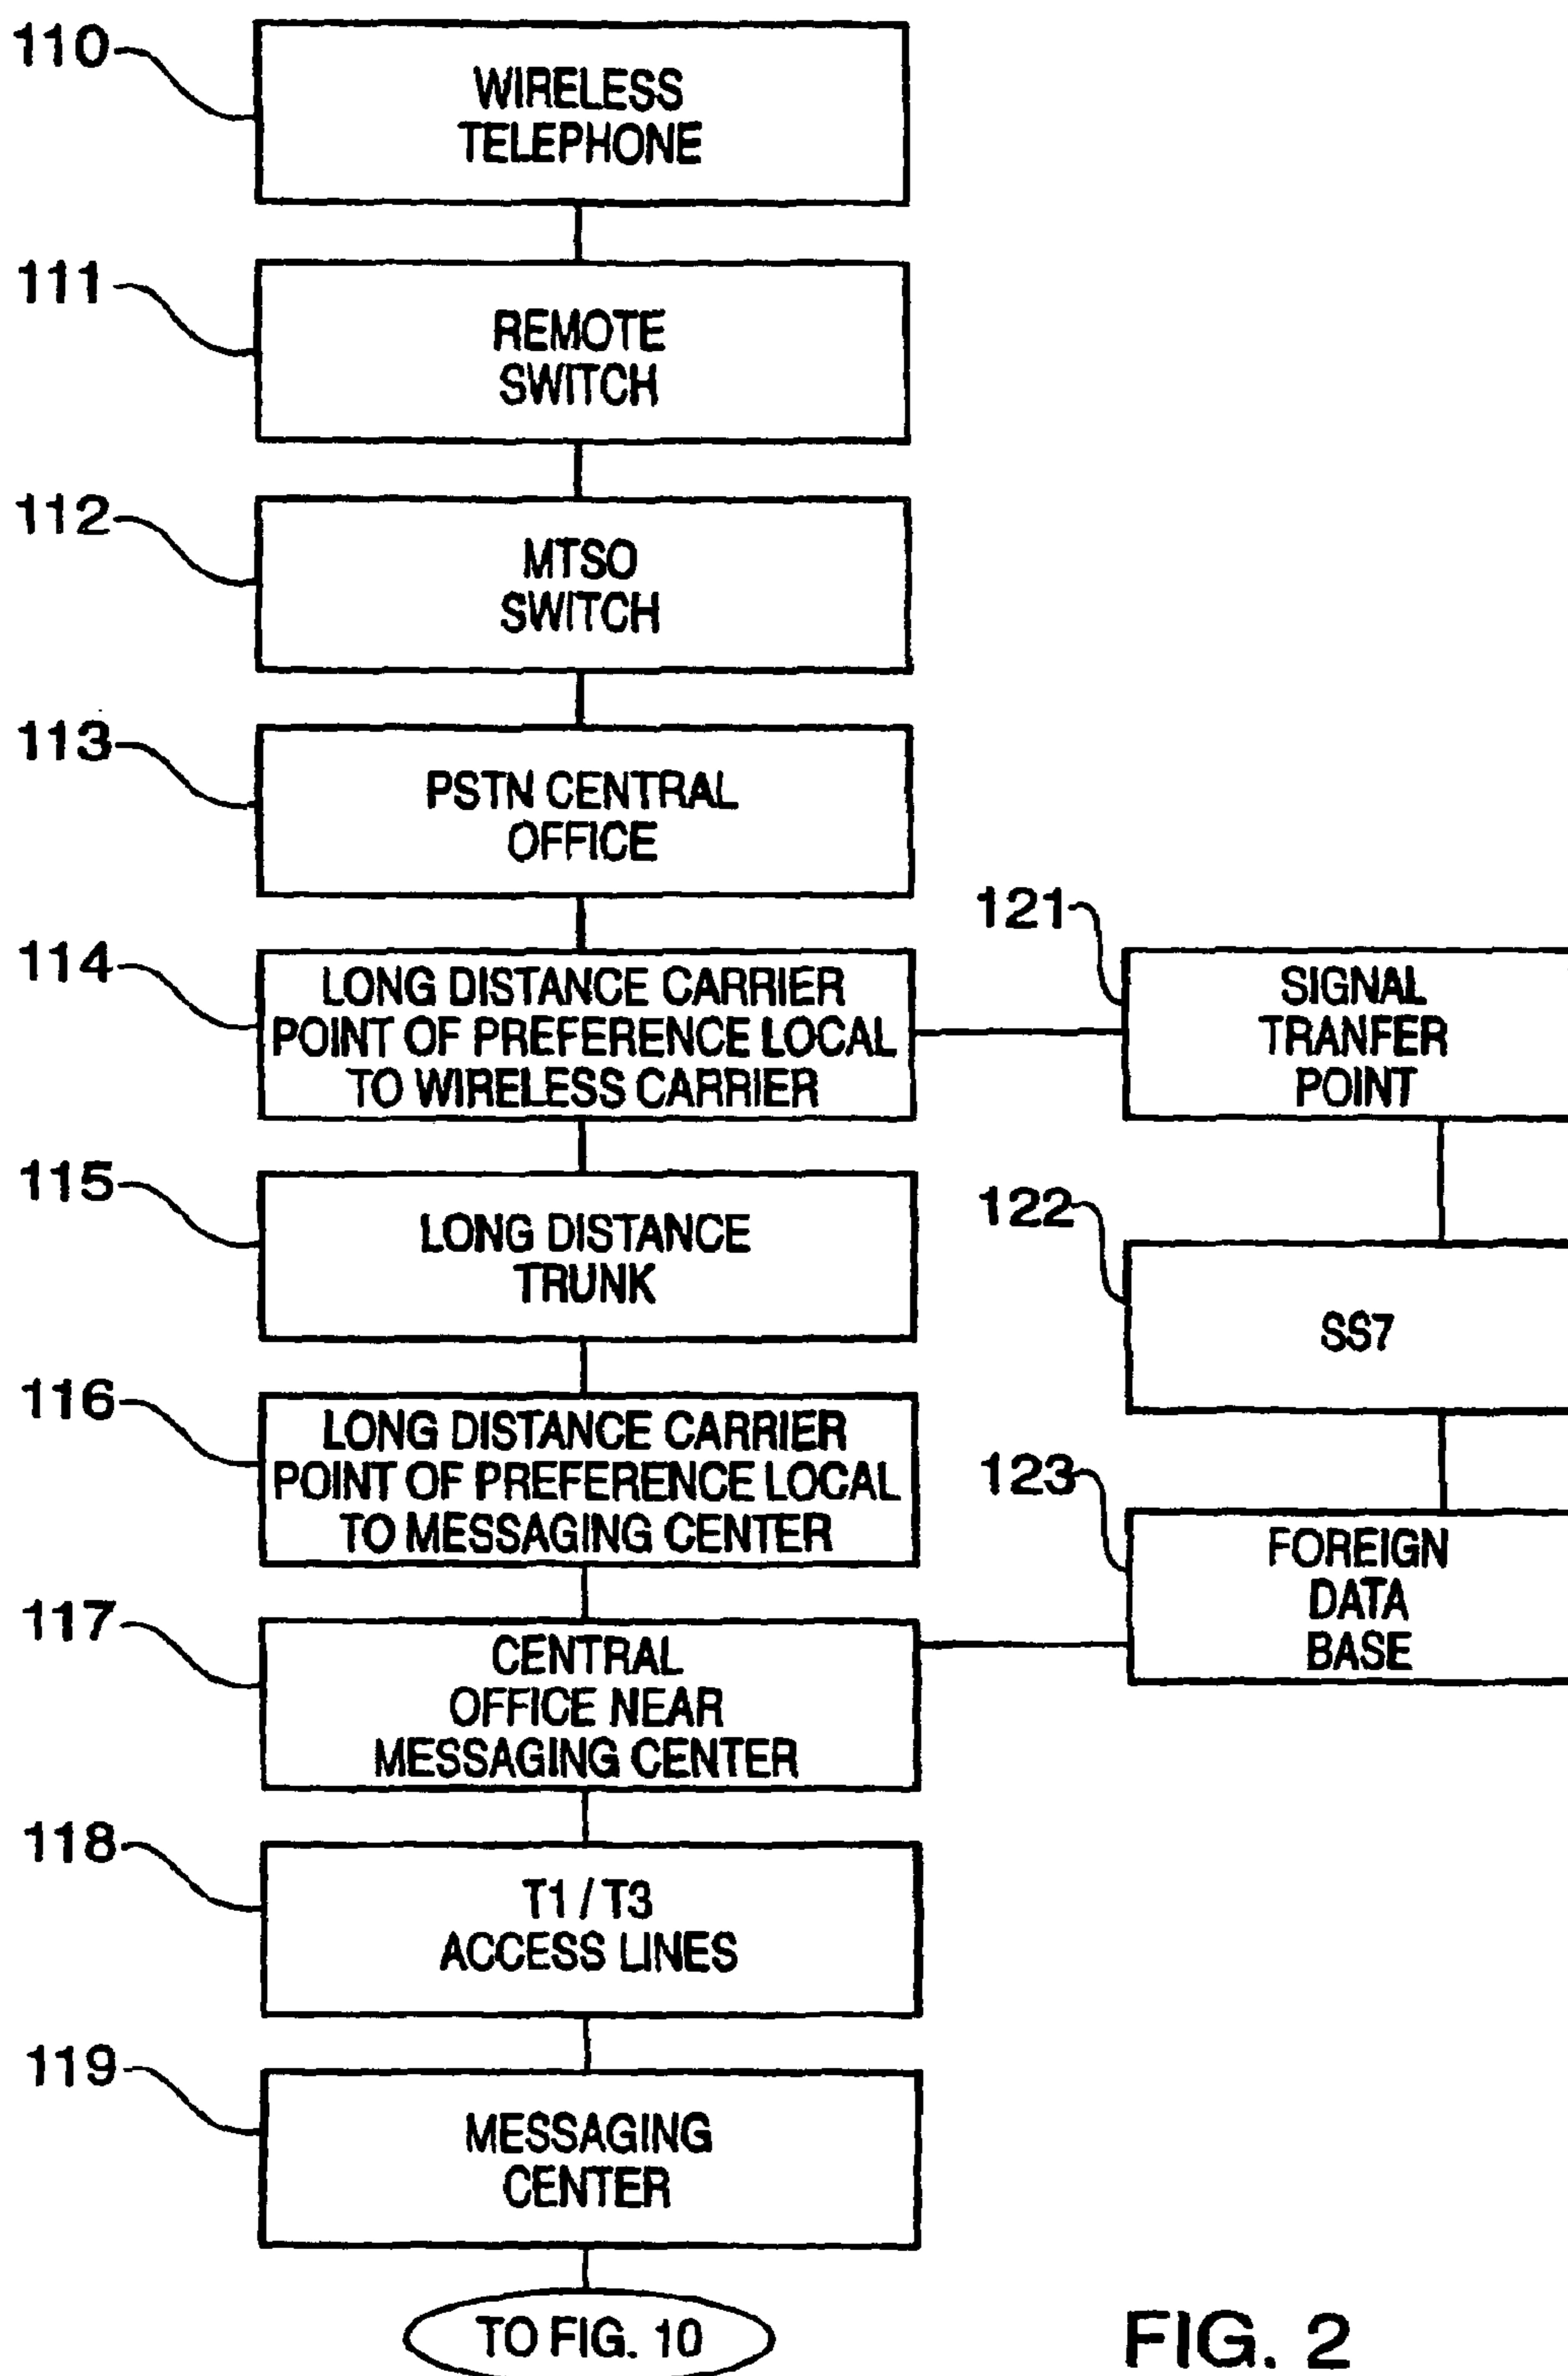 110
WIRELESS
TELEPHONE
111
REMOTE
SWITCH
112
MTSO
SWITCH
113
PSTN CENTRAL
OFFICE
114
LONG DISTANCE CARRIER
POINT OF PREFERENCE LOCAL
TO WIRELESS CARRIER
121
SIGNAL
TRANFER
POINT
115
LONG DISTANCE
TRUNK
122
SS7
116
LONG DISTANCE CARRIER
POINT OF PREFERENCE LOCAL
TO MESSAGING CENTER
123
FOREIGN
DATA
BASE
117
CENTRAL
OFFICE NEAR
MESSAGING CENTER
118
T1 / T3
ACCESS LINES
119
MESSAGING
CENTER
TO FIG. 10
FIG. 2